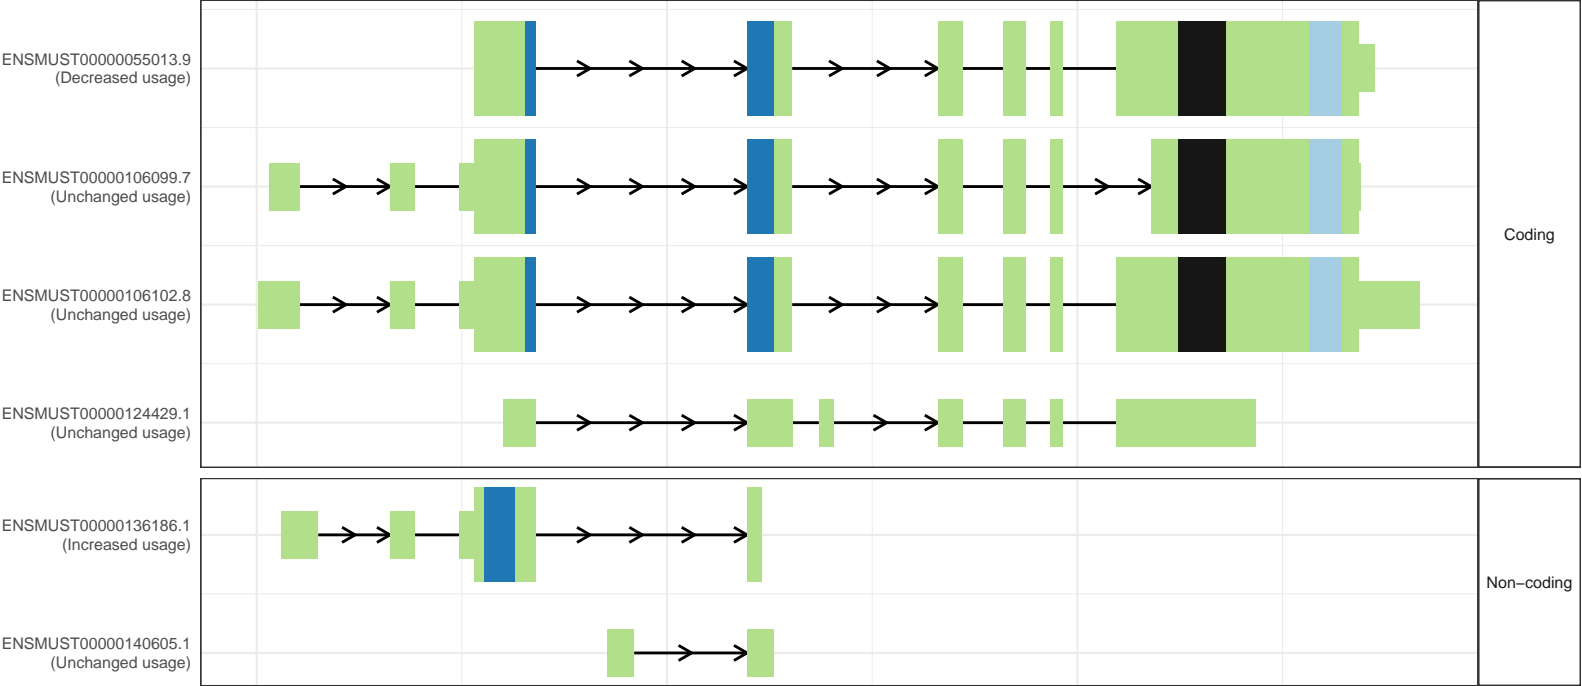 ENSMUST00000055013.9
(Decreased usage)
ENSMUST00000106099.7
(Unchanged usage)
ENSMUST00000106102.8
(Unchanged usage)
ENSMUST00000124429.1
(Unchanged usage)
Coding
ENSMUST00000136186.1
(Increased usage)
ENSMUST00000140605.1
(Unchanged usage)
Non−coding